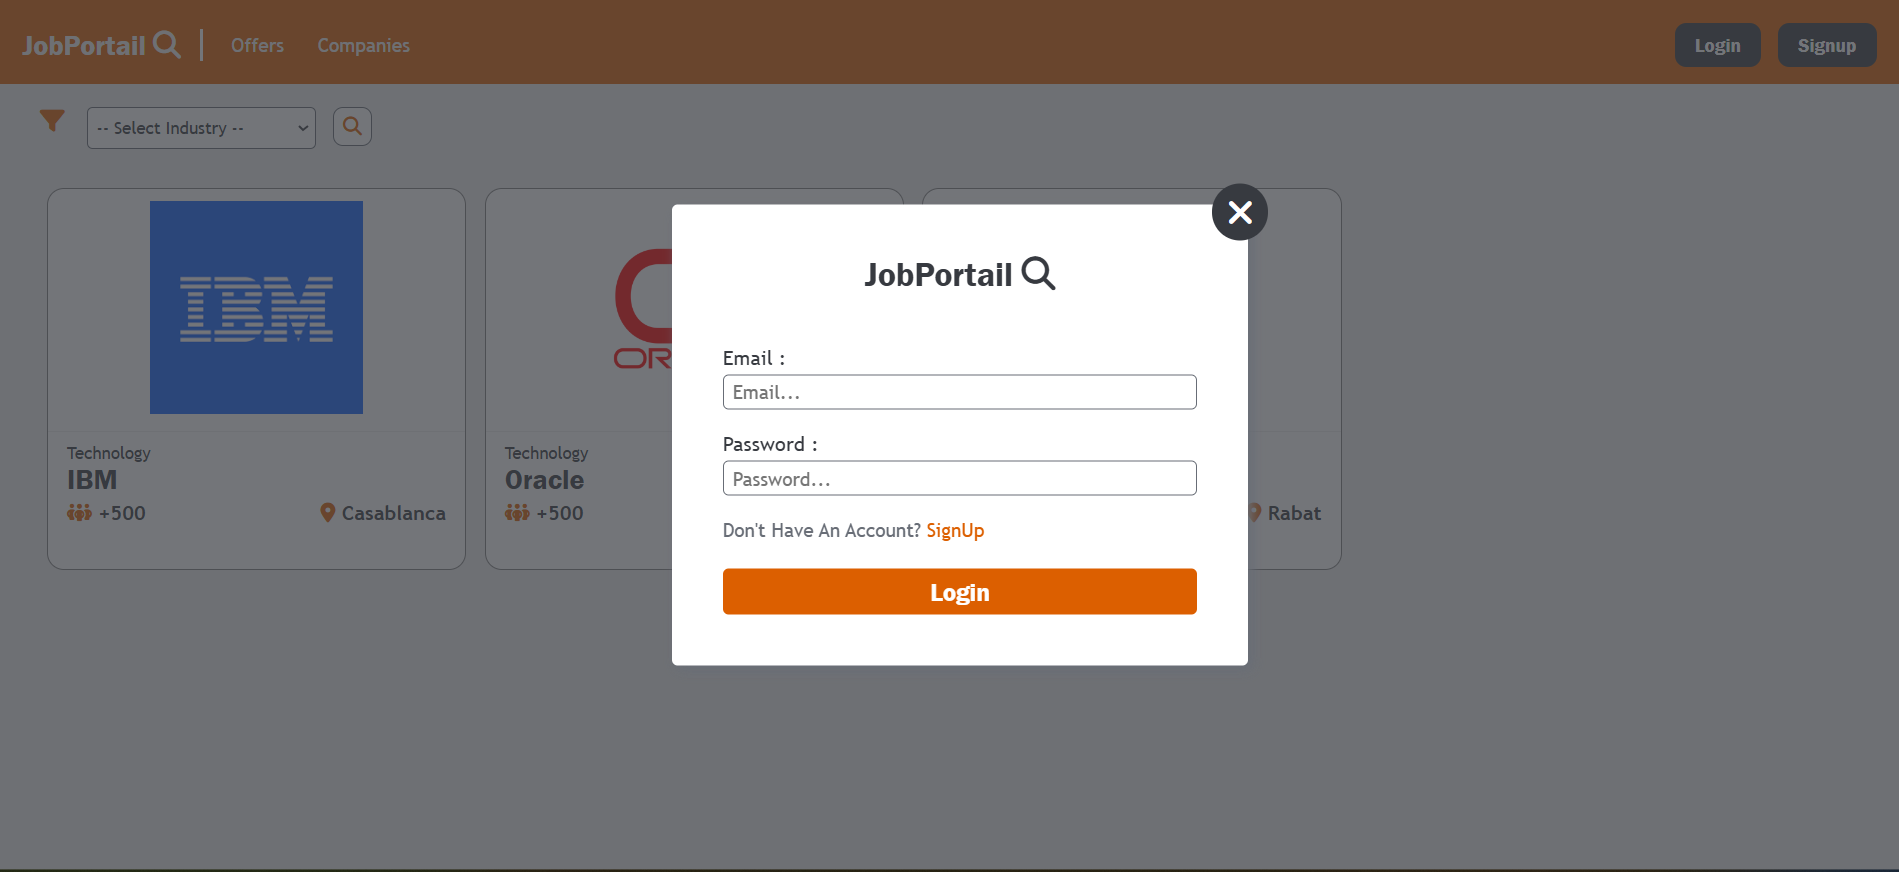 JobPortail
Offers
Companies
Login
Signup
-- Select Industry --
IBM
Technology
IBM
+500
Casablanca
OR
Technology
Oracle
+500
Rabat
JobPortail
Email :
Email...
Password :
Password...
Don't Have An Account? SignUp
Login